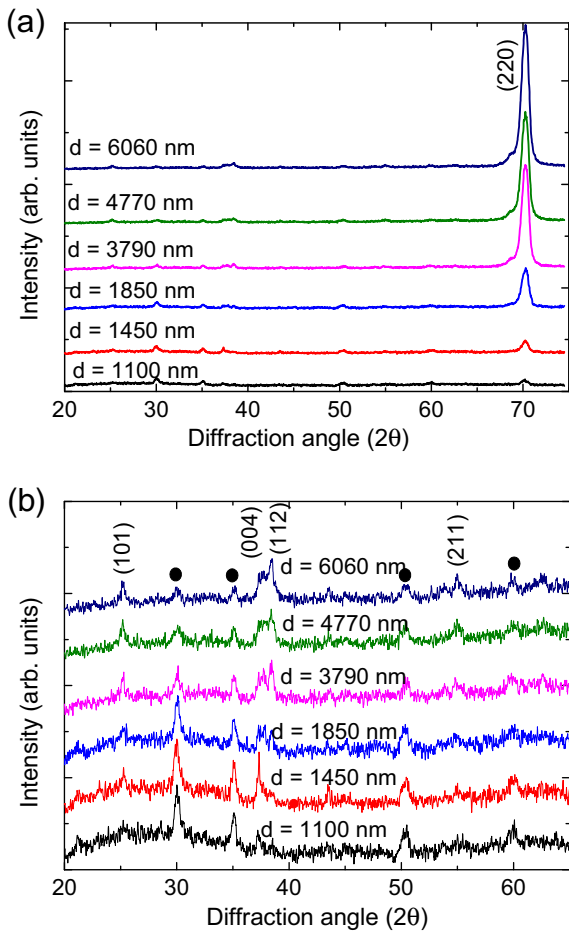 (a)
(220)
d = 6060 nm
d = 4770 nm
d = 3790 nm
d = 1850 nm
d = 1450 nm
d = 1100 nm
Intensity (arb. units)
20 30 40 50 60 70
Diffraction angle (2θ)
(b)
(101) (004) (112) (211)
d = 6060 nm
d = 4770 nm
d = 3790 nm
d = 1850 nm
d = 1450 nm
d = 1100 nm
Intensity (arb. units)
20 30 40 50 60
Diffraction angle (2θ)